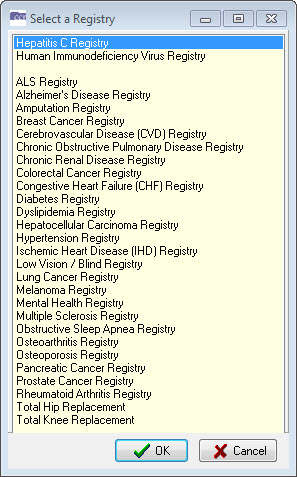 Select a Registry
Hepatitis C Registry
Human Immunodeficiency Virus Registry
ALS Registry
Alzheimer's Disease Registry
Amputation Registry
Breast Cancer Registry
Cerebrovascular Disease (CVD) Registry
Chronic Obstructive Pulmonary Disease Registry
Chronic Renal Disease Registry
Colorectal Cancer Registry
Congestive Heart Failure (CHF) Registry
Diabetes Registry
Dyslipidemia Registry
Hepatocellular Carcinoma Registry
Hypertension Registry
Ischemic Heart Disease (IHD) Registry
Low Vision / Blind Registry
Lung Cancer Registry
Melanoma Registry
Mental Health Registry
Multiple Sclerosis Registry
Obstructive Sleep Apnea Registry
Osteoarthritis Registry
Osteoporosis Registry
Pancreatic Cancer Registry
Prostate Cancer Registry
Rheumatoid Arthritis Registry
Total Hip Replacement
Total Knee Replacement
OK Cancel